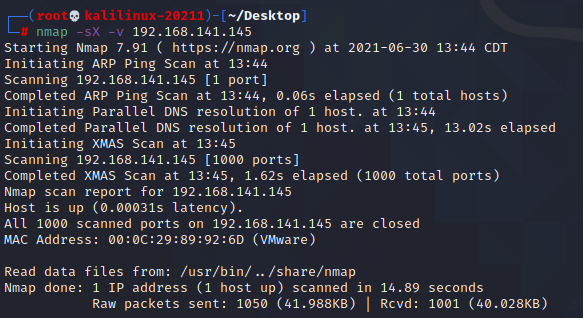 ┌──(root💀kalilinux-20211)-[~/Desktop]
└─# nmap -sX -v 192.168.141.145
Starting Nmap 7.91 ( https://nmap.org ) at 2021-06-30 13:44 CDT
Initiating ARP Ping Scan at 13:44
Scanning 192.168.141.145 [1 port]
Completed ARP Ping Scan at 13:44, 0.06s elapsed (1 total hosts)
Initiating Parallel DNS resolution of 1 host. at 13:44
Completed Parallel DNS resolution of 1 host. at 13:45, 13.02s elapsed
Initiating XMAS Scan at 13:45
Scanning 192.168.141.145 [1000 ports]
Completed XMAS Scan at 13:45, 1.62s elapsed (1000 total ports)
Nmap scan report for 192.168.141.145
Host is up (0.00031s latency).
All 1000 scanned ports on 192.168.141.145 are closed
MAC Address: 00:0C:29:89:92:6D (VMware)

Read data files from: /usr/bin/../share/nmap
Nmap done: 1 IP address (1 host up) scanned in 14.89 seconds
           Raw packets sent: 1050 (41.988KB) | Rcvd: 1001 (40.028KB)